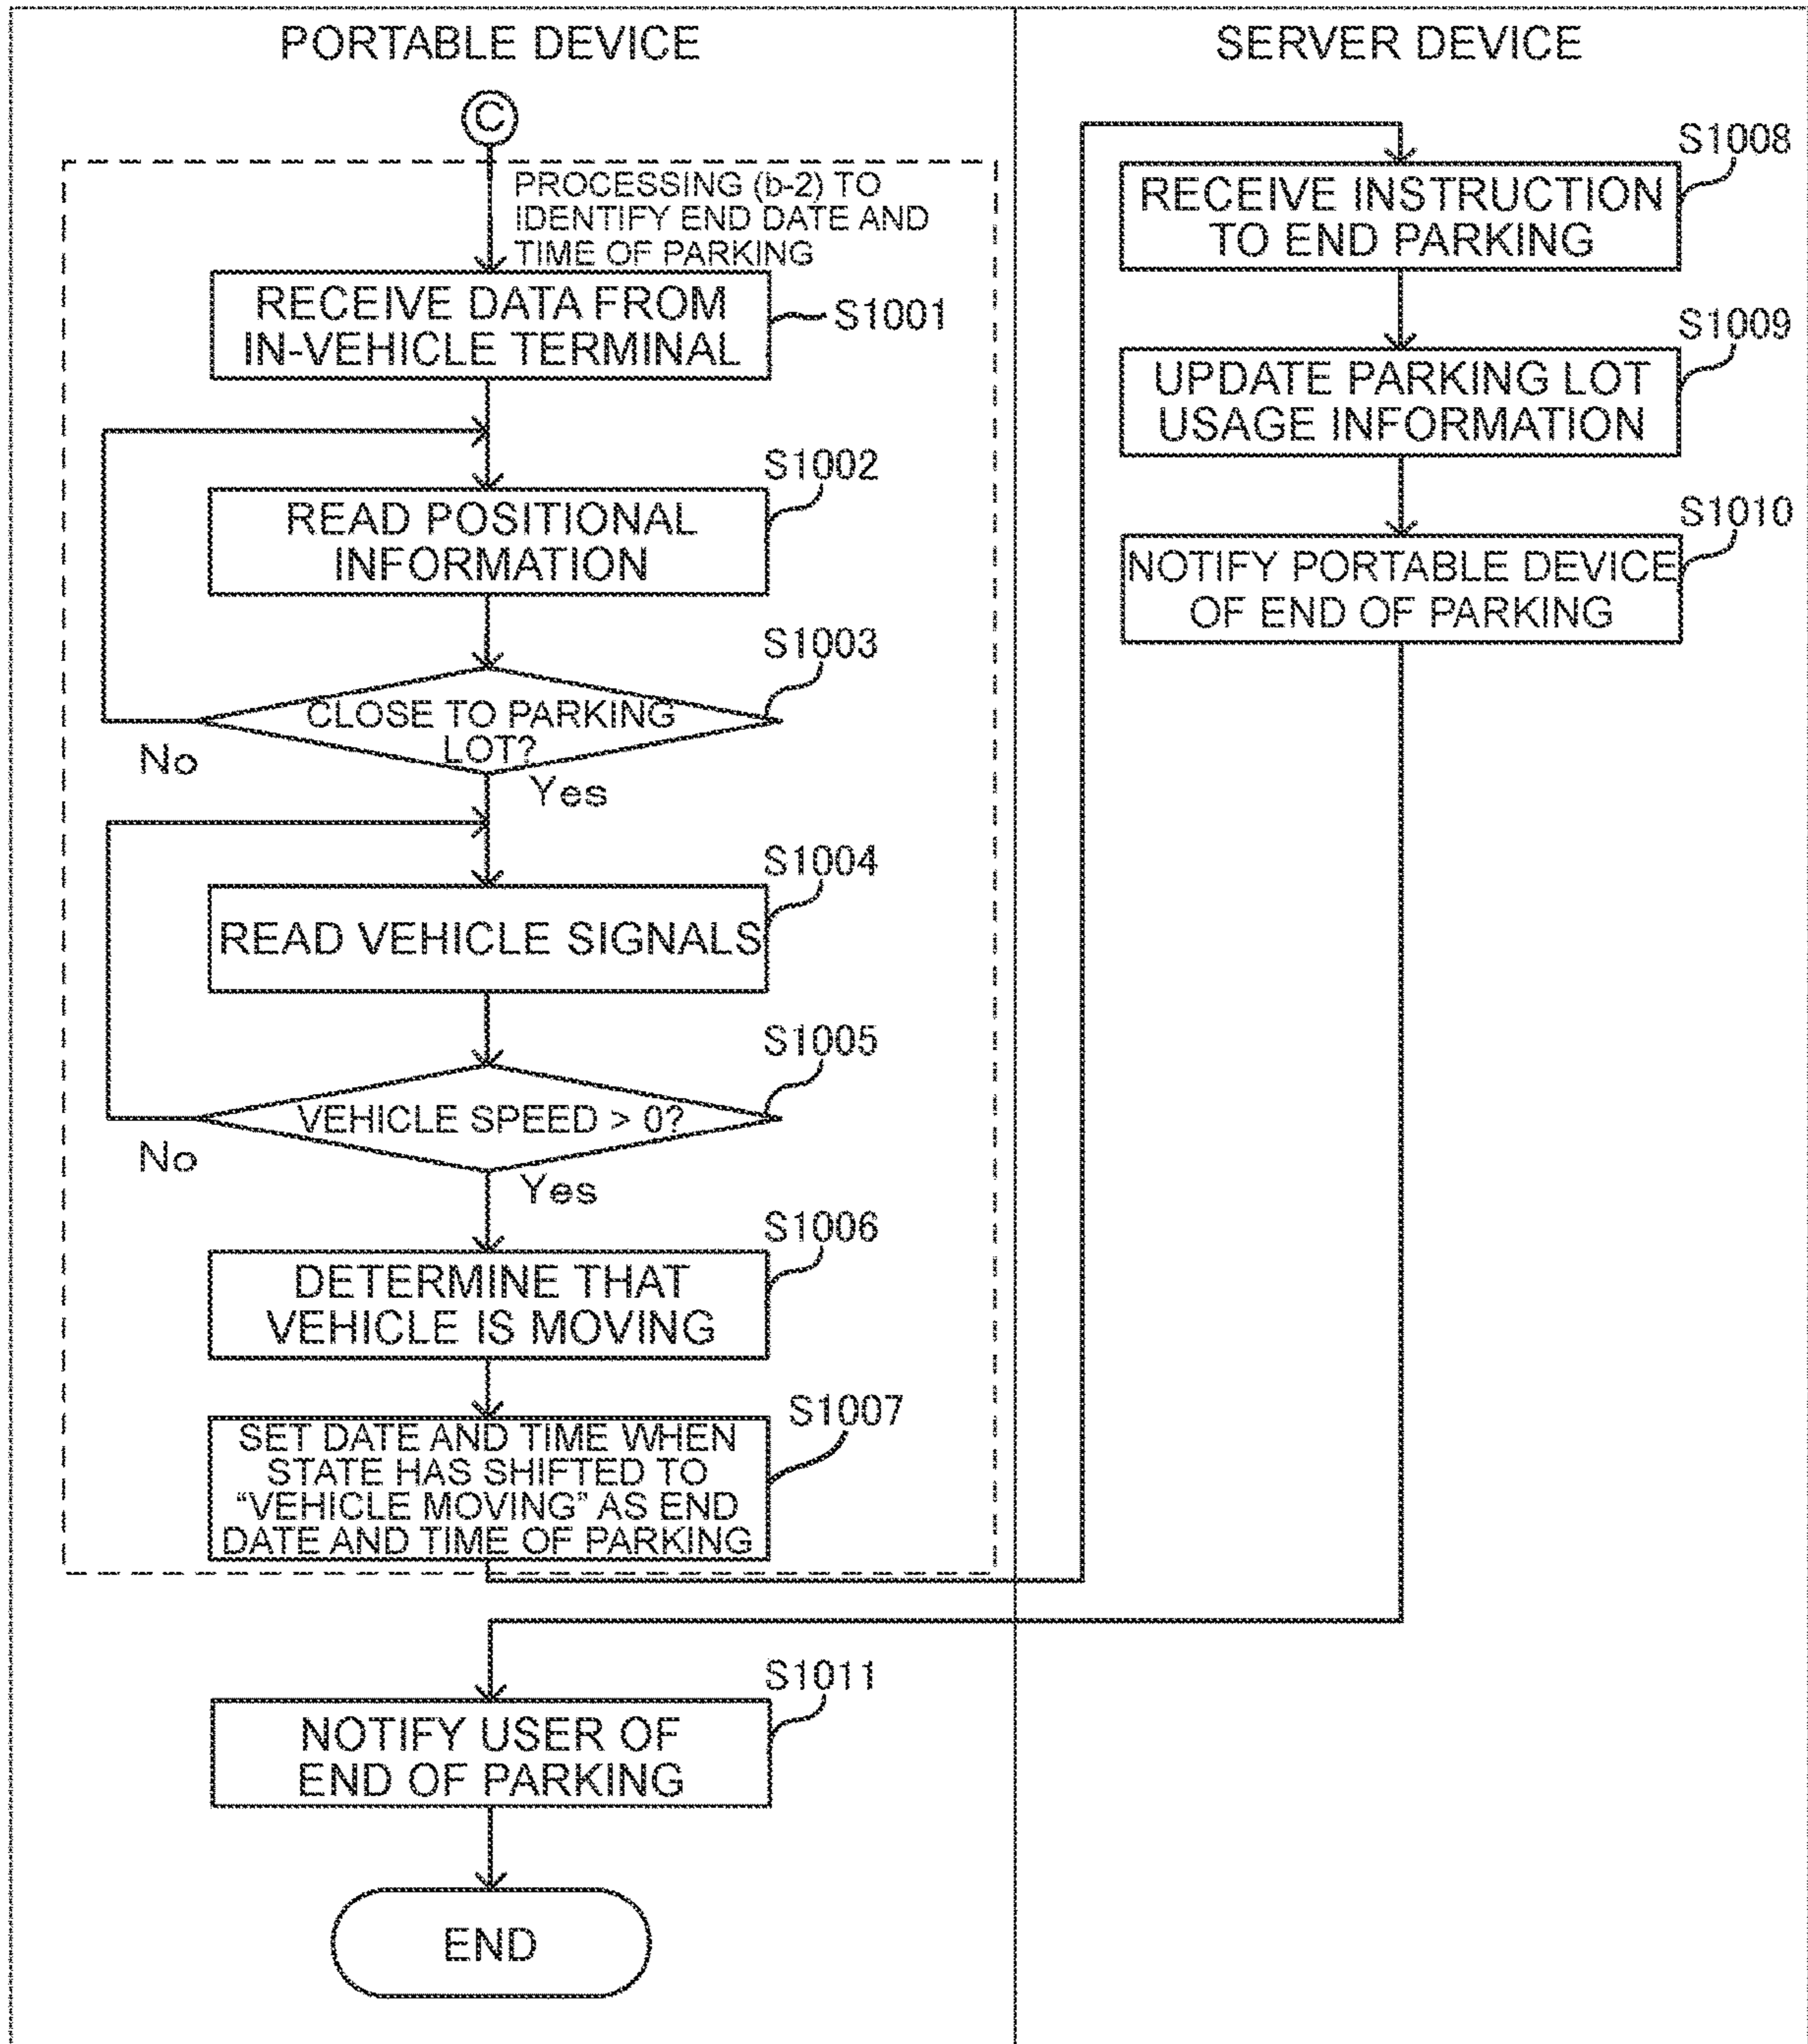 PORTABLE DEVICE
C
PROCESSING (b-2) TO
IDENTIFY END DATE AND
TIME OF PARKING
RECEIVE DATA FROM
IN-VEHICLE TERMINAL
S1001
S1002
READ POSITIONAL
INFORMATION
S1003
CLOSE TO PARKING
LOT?
No
Yes
S1004
READ VEHICLE SIGNALS
S1005
VEHICLE SPEED > 0?
No
Yes
S1006
DETERMINE THAT
VEHICLE IS MOVING
S1007
SET DATE AND TIME WHEN
STATE HAS SHIFTED TO
“VEHICLE MOVING” AS END
DATE AND TIME OF PARKING
SERVER DEVICE
S1008
RECEIVE INSTRUCTION
TO END PARKING
S1009
UPDATE PARKING LOT
USAGE INFORMATION
S1010
NOTIFY PORTABLE DEVICE
OF END OF PARKING
S1011
NOTIFY USER OF
END OF PARKING
END